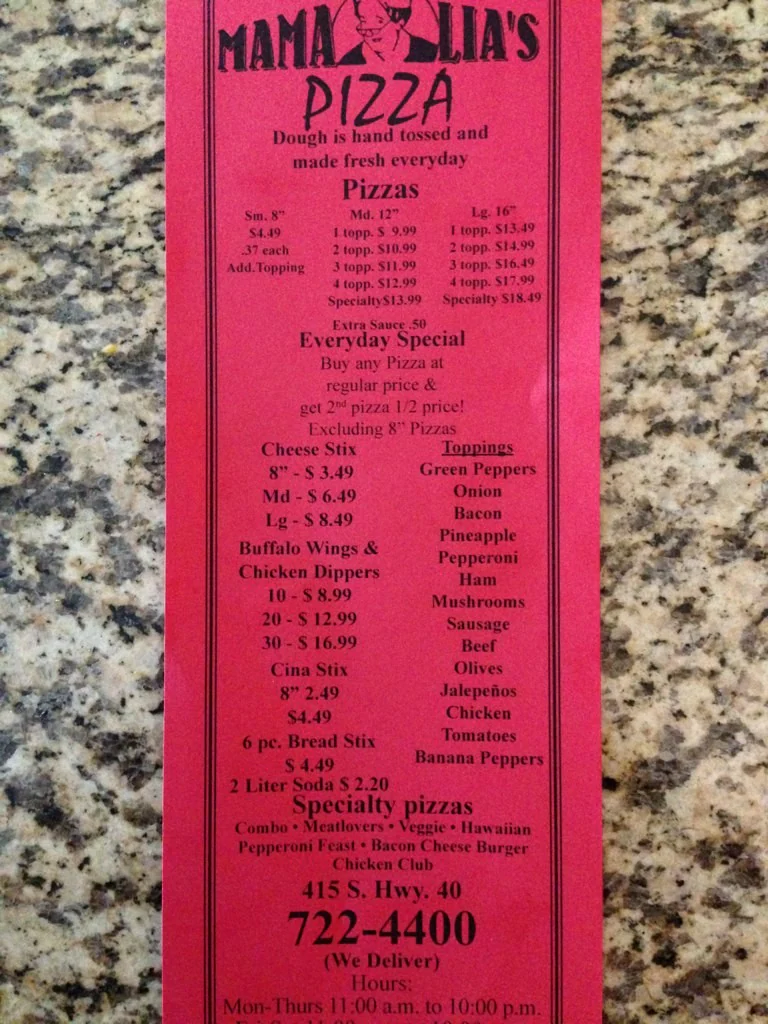 MAMA LIA'S
PIZZA
Dough is hand tossed and
made fresh everyday
Pizzas
Sm. 8" Md. 12" Lg. 16"
$4.49 1 topp. $ 9.99 1 topp. $13.49
.37 each 2 topp. $10.99 2 topp. $14.99
Add.Topping 3 topp. $11.99 3 topp. $16.49
4 topp. $12.99 4 topp. $17.99
Specialty$13.99 Specialty $18.49
Extra Sauce .50
Everyday Special
Buy any Pizza at
regular price &
get 2nd pizza 1/2 price!
Excluding 8" Pizzas
Cheese Stix
8" - $ 3.49
Md - $ 6.49
Lg - $ 8.49
Buffalo Wings &
Chicken Dippers
10 - $ 8.99
20 - $ 12.99
30 - $ 16.99
Cina Stix
8" 2.49
$4.49
6 pc. Bread Stix
$ 4.49
2 Liter Soda $ 2.20
Toppings
Green Peppers
Onion
Bacon
Pineapple
Pepperoni
Ham
Mushrooms
Sausage
Beef
Olives
Jalepeños
Chicken
Tomatoes
Banana Peppers
Specialty pizzas
Combo • Meatlovers • Veggie • Hawaiian
Pepperoni Feast • Bacon Cheese Burger
Chicken Club
415 S. Hwy. 40
722-4400
(We Deliver)
Hours:
Mon-Thurs 11:00 a.m. to 10:00 p.m.